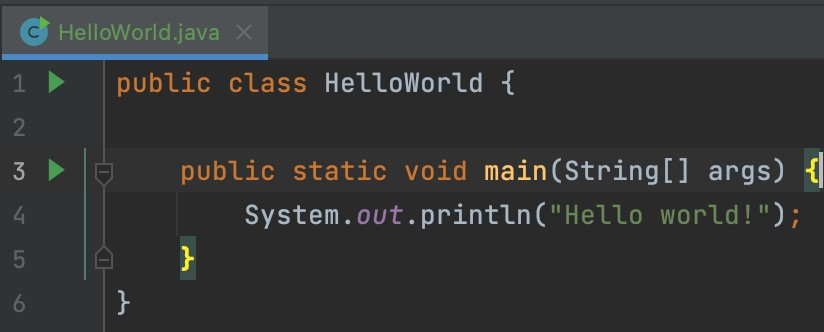 HelloWorld.java
1 public class HelloWorld {
2
3     public static void main(String[] args) {
4         System.out.println("Hello world!");
5     }
6 }